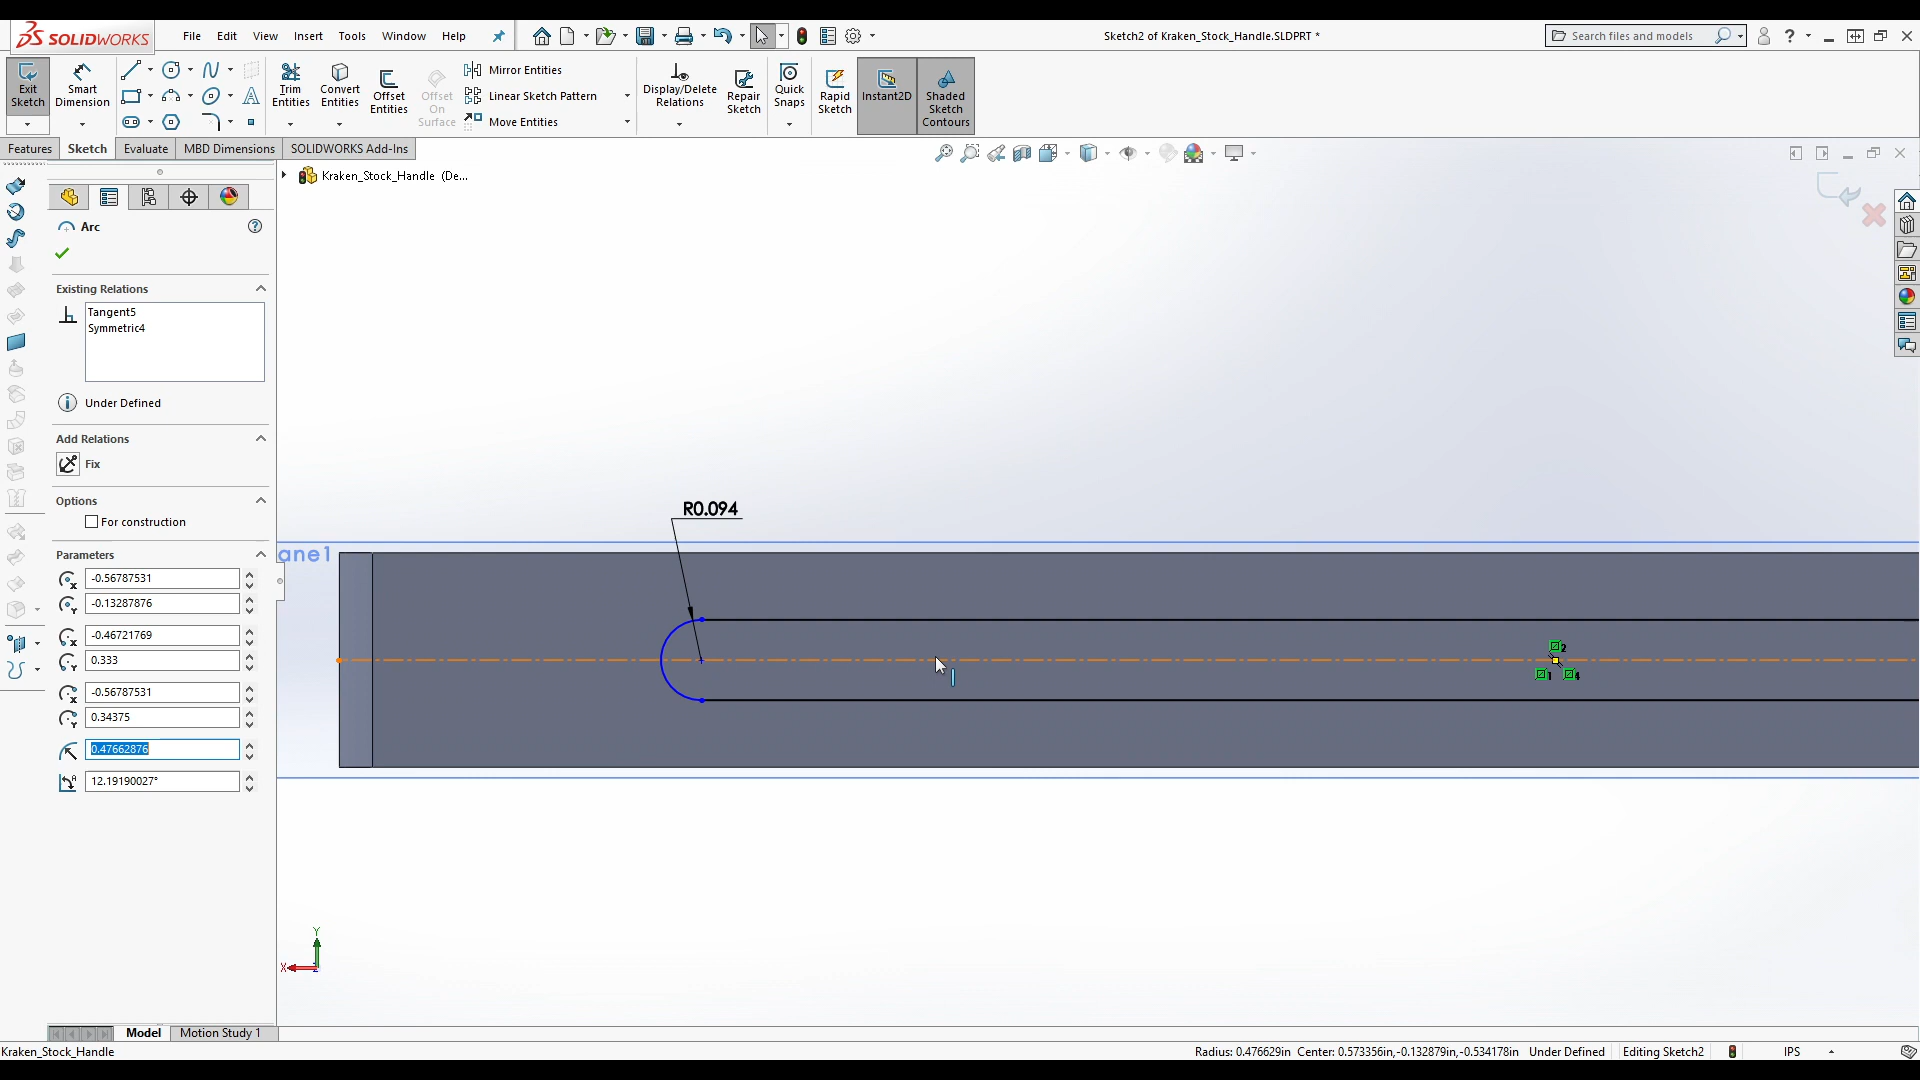 SOLIDWORKS
File Edit View Insert Tools Window Help
Sketch2 of Kraken_Stock_Handle.SLDPRT *
Search files and models
Exit Sketch
Smart Dimension
Trim Entities
Convert Entities
Offset Entities
Offset On Surface
Mirror Entities
Linear Sketch Pattern
Move Entities
Display/Delete Relations
Repair Sketch
Quick Snaps
Rapid Sketch
Instant2D
Shaded Sketch Contours
Features Sketch Evaluate MBD Dimensions SOLIDWORKS Add-Ins
Kraken_Stock_Handle (De...
Arc
Existing Relations
Tangent5
Symmetric4
Under Defined
Add Relations
Fix
Options
For construction
Parameters
-0.56787531
-0.13287876
-0.46721769
0.333
-0.56787531
0.34375
0.47662876
12.19190027°
R0.094
ane1
2
1
4
Y
X
Model Motion Study 1
Kraken_Stock_Handle
Radius: 0.476629in Center: 0.573356in,-0.132879in,-0.534178in Under Defined Editing Sketch2 IPS